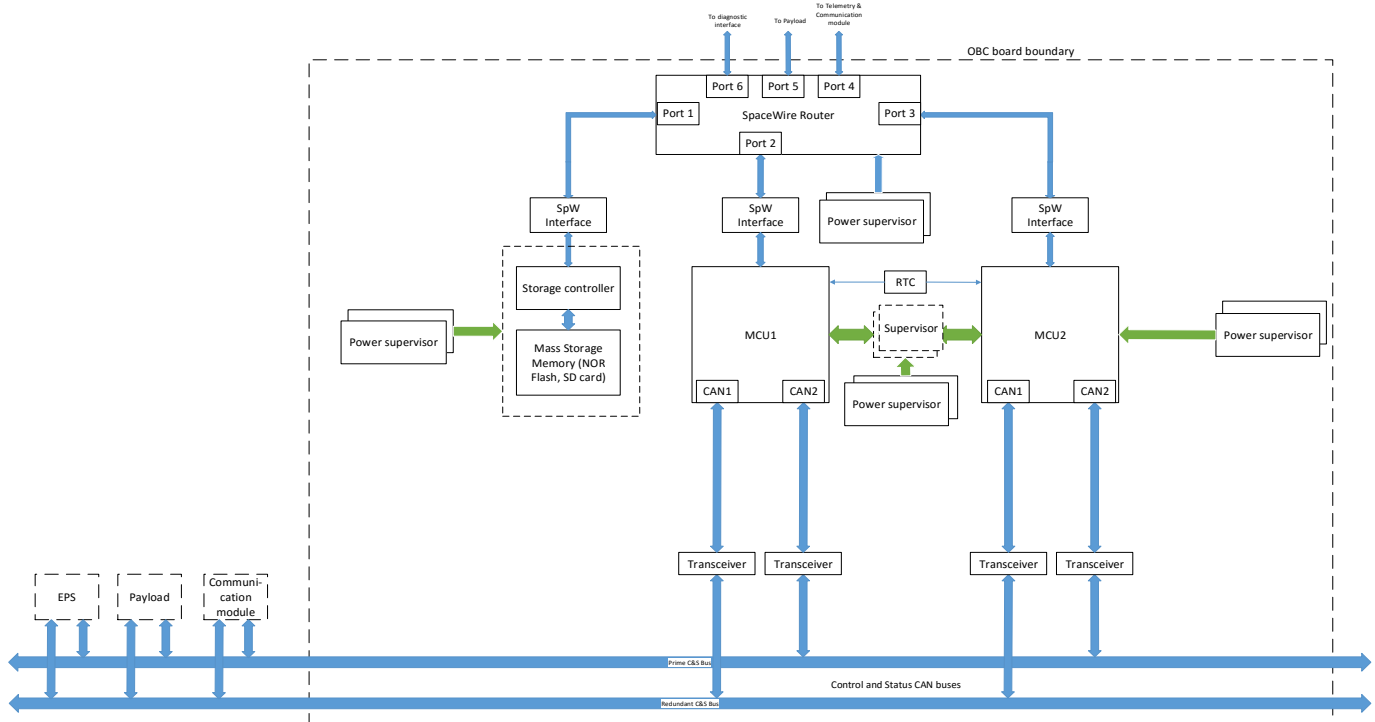 To diagnostic
interface
To Payload
To Telemetry &
Communication
module
OBC board boundary
Port 6
Port 5
Port 4
Port 1
SpaceWire Router
Port 3
Port 2
SpW
Interface
SpW
Interface
Power supervisor
SpW
Interface
Storage controller
RTC
Power supervisor
Mass Storage
Memory (NOR
Flash, SD card)
MCU1
Supervisor
MCU2
Power supervisor
CAN1
CAN2
Power supervisor
CAN1
CAN2
Transceiver
Transceiver
Transceiver
Transceiver
EPS
Payload
Communi-
cation
module
Prime C&S Bus
Control and Status CAN buses
Redundant C&S Bus